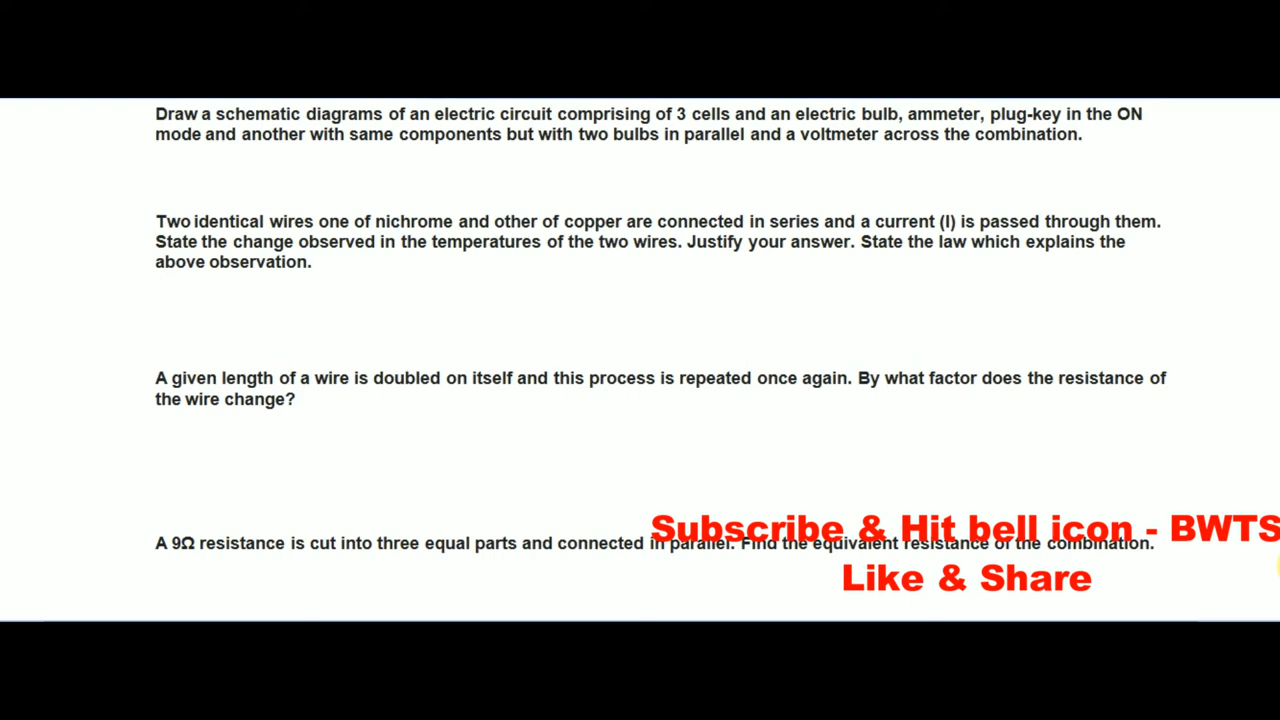 Draw a schematic diagrams of an electric circuit comprising of 3 cells and an electric bulb, ammeter, plug-key in the ON
mode and another with same components but with two bulbs in parallel and a voltmeter across the combination.
Two identical wires one of nichrome and other of copper are connected in series and a current (I) is passed through them.
State the change observed in the temperatures of the two wires. Justify your answer. State the law which explains the
above observation.
A given length of a wire is doubled on itself and this process is repeated once again. By what factor does the resistance of
the wire change?
A 9Ω resistance is cut into three equal parts and connected in parallel. Find the equivalent resistance of the combination.
Subscribe & Hit bell icon - BWTS
Like & Share